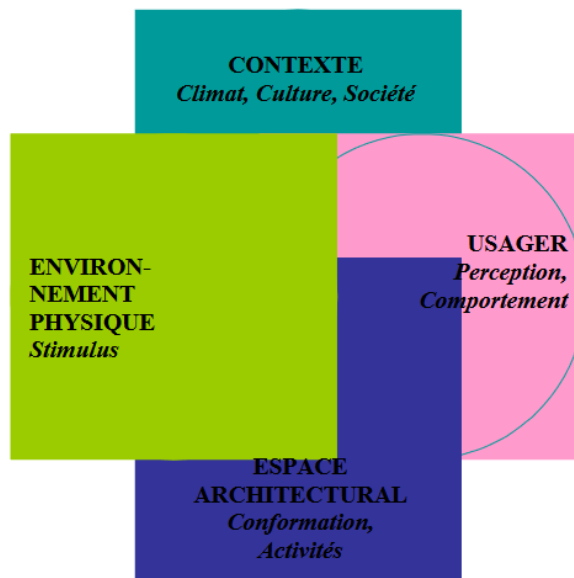 CONTEXTE
Climat, Culture, Société
ENVIRON-
NEMENT
PHYSIQUE
Stimulus
USAGER
Perception,
Comportement
ESPACE
ARCHITECTURAL
Conformation,
Activités